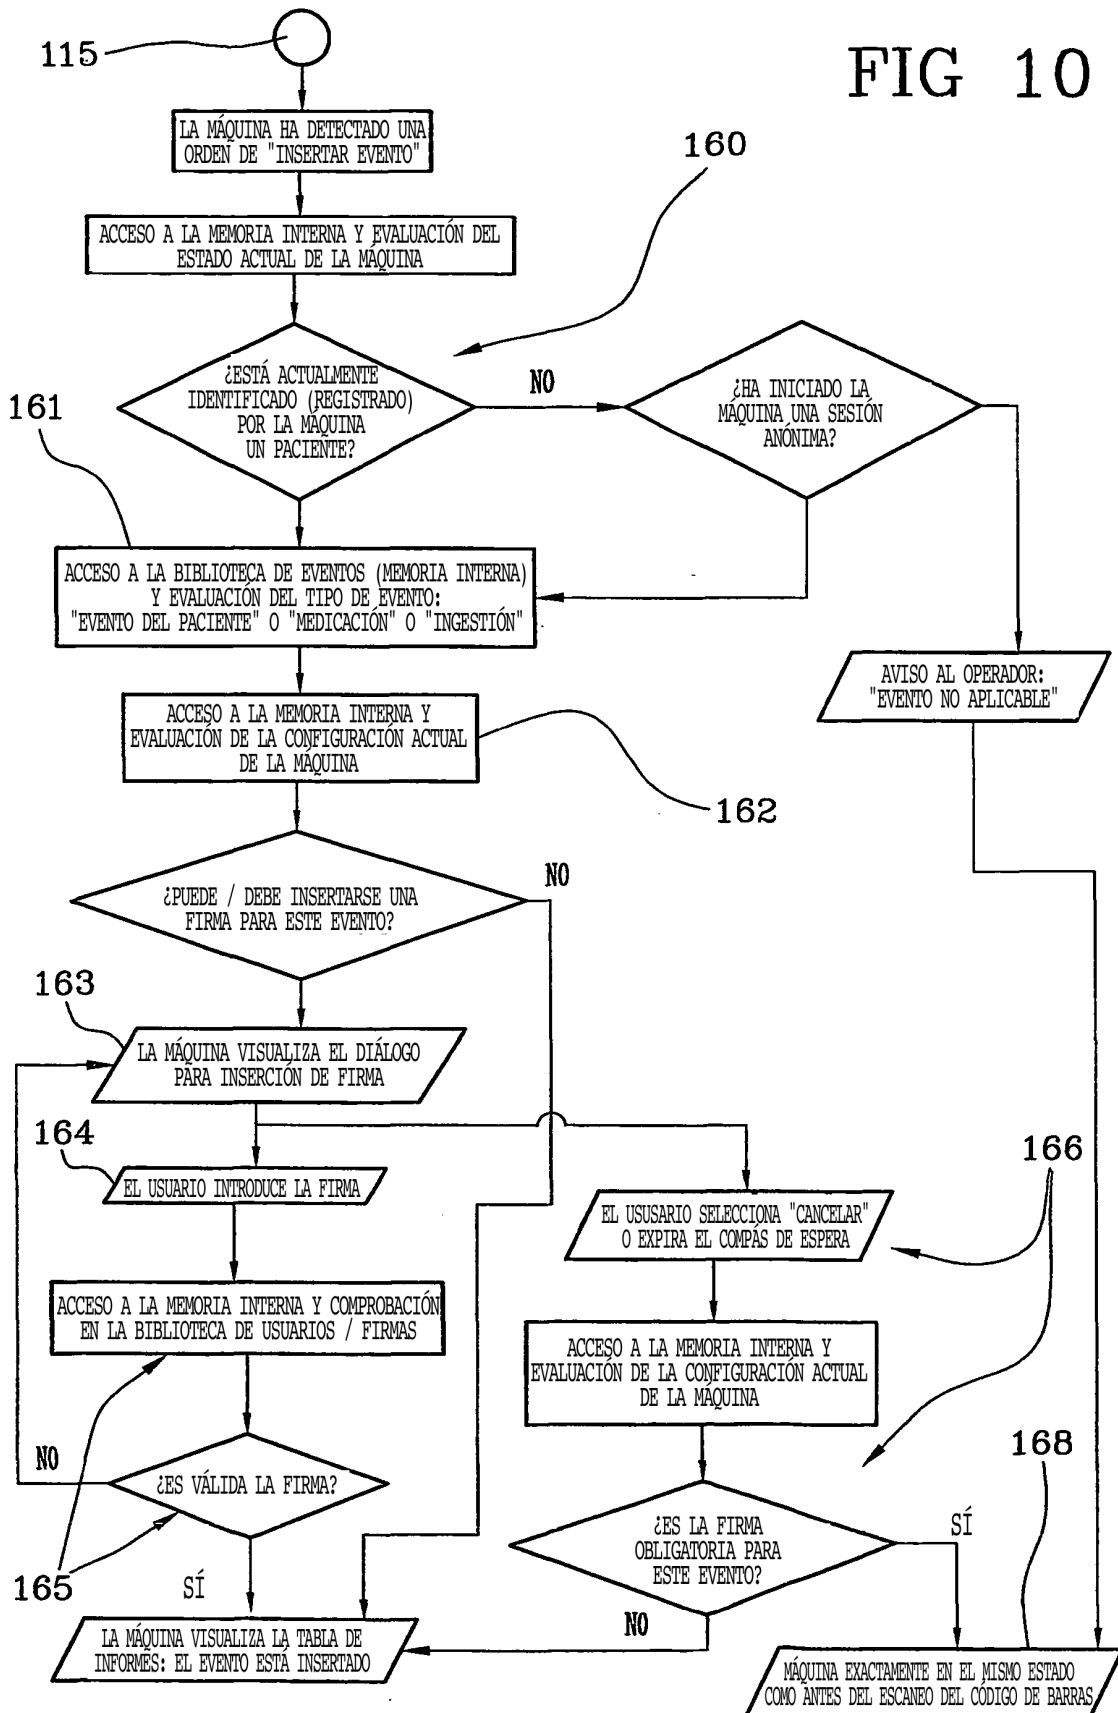 115
FIG 10
LA MÁQUINA HA DETECTADO UNA
ORDEN DE "INSERTAR EVENTO"
160
ACCESO A LA MEMORIA INTERNA Y EVALUACIÓN DEL
ESTADO ACTUAL DE LA MÁQUINA
¿ESTÁ ACTUALMENTE
IDENTIFICADO (REGISTRADO)
POR LA MÁQUINA
UN PACIENTE?
NO
¿HA INICIADO LA
MÁQUINA UNA SESIÓN
ANÓNIMA?
161
ACCESO A LA BIBLIOTECA DE EVENTOS (MEMORIA INTERNA)
Y EVALUACIÓN DEL TIPO DE EVENTO:
"EVENTO DEL PACIENTE" O "MEDICACIÓN" O "INGESTIÓN"
AVISO AL OPERADOR:
"EVENTO NO APLICABLE"
ACCESO A LA MEMORIA INTERNA Y
EVALUACIÓN DE LA CONFIGURACIÓN ACTUAL
DE LA MÁQUINA
162
¿PUEDE / DEBE INSERTARSE UNA
FIRMA PARA ESTE EVENTO?
NO
163
LA MÁQUINA VISUALIZA EL DIÁLOGO
PARA INSERCIÓN DE FIRMA
164
EL USUARIO INTRODUCE LA FIRMA
166
EL USUSARIO SELECCIONA "CANCELAR"
O EXPIRA EL COMPÁS DE ESPERA
ACCESO A LA MEMORIA INTERNA Y COMPROBACIÓN
EN LA BIBLIOTECA DE USUARIOS / FIRMAS
ACCESO A LA MEMORIA INTERNA Y
EVALUACIÓN DE LA CONFIGURACIÓN ACTUAL
DE LA MÁQUINA
NO
¿ES VÁLIDA LA FIRMA?
168
¿ES LA FIRMA
OBLIGATORIA PARA
ESTE EVENTO?
SÍ
165
SÍ
NO
LA MÁQUINA VISUALIZA LA TABLA DE
INFORMES: EL EVENTO ESTÁ INSERTADO
MÁQUINA EXACTAMENTE EN EL MISMO ESTADO
COMO ANTES DEL ESCANEO DEL CÓDIGO DE BARRAS